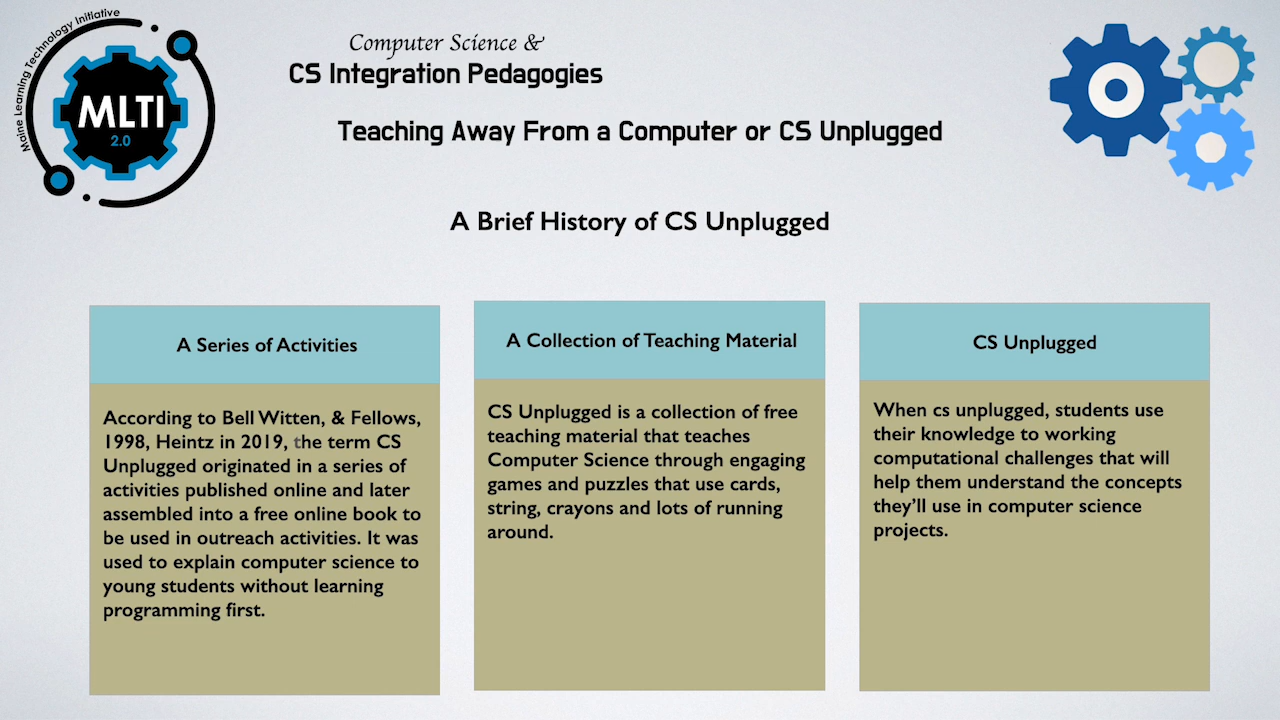 Maine Learning Technology Initiative
MLTI
2.0
Computer Science &
CS Integration Pedagogies
Teaching Away From a Computer or CS Unplugged
A Brief History of CS Unplugged
A Series of Activities
According to Bell Witten, & Fellows,
1998, Heintz in 2019, the term CS
Unplugged originated in a series of
activities published online and later
assembled into a free online book to
be used in outreach activities. It was
used to explain computer science to
young students without learning
programming first.
A Collection of Teaching Material
CS Unplugged is a collection of free
teaching material that teaches
Computer Science through engaging
games and puzzles that use cards,
string, crayons and lots of running
around.
CS Unplugged
When cs unplugged, students use
their knowledge to working
computational challenges that will
help them understand the concepts
they’ll use in computer science
projects.